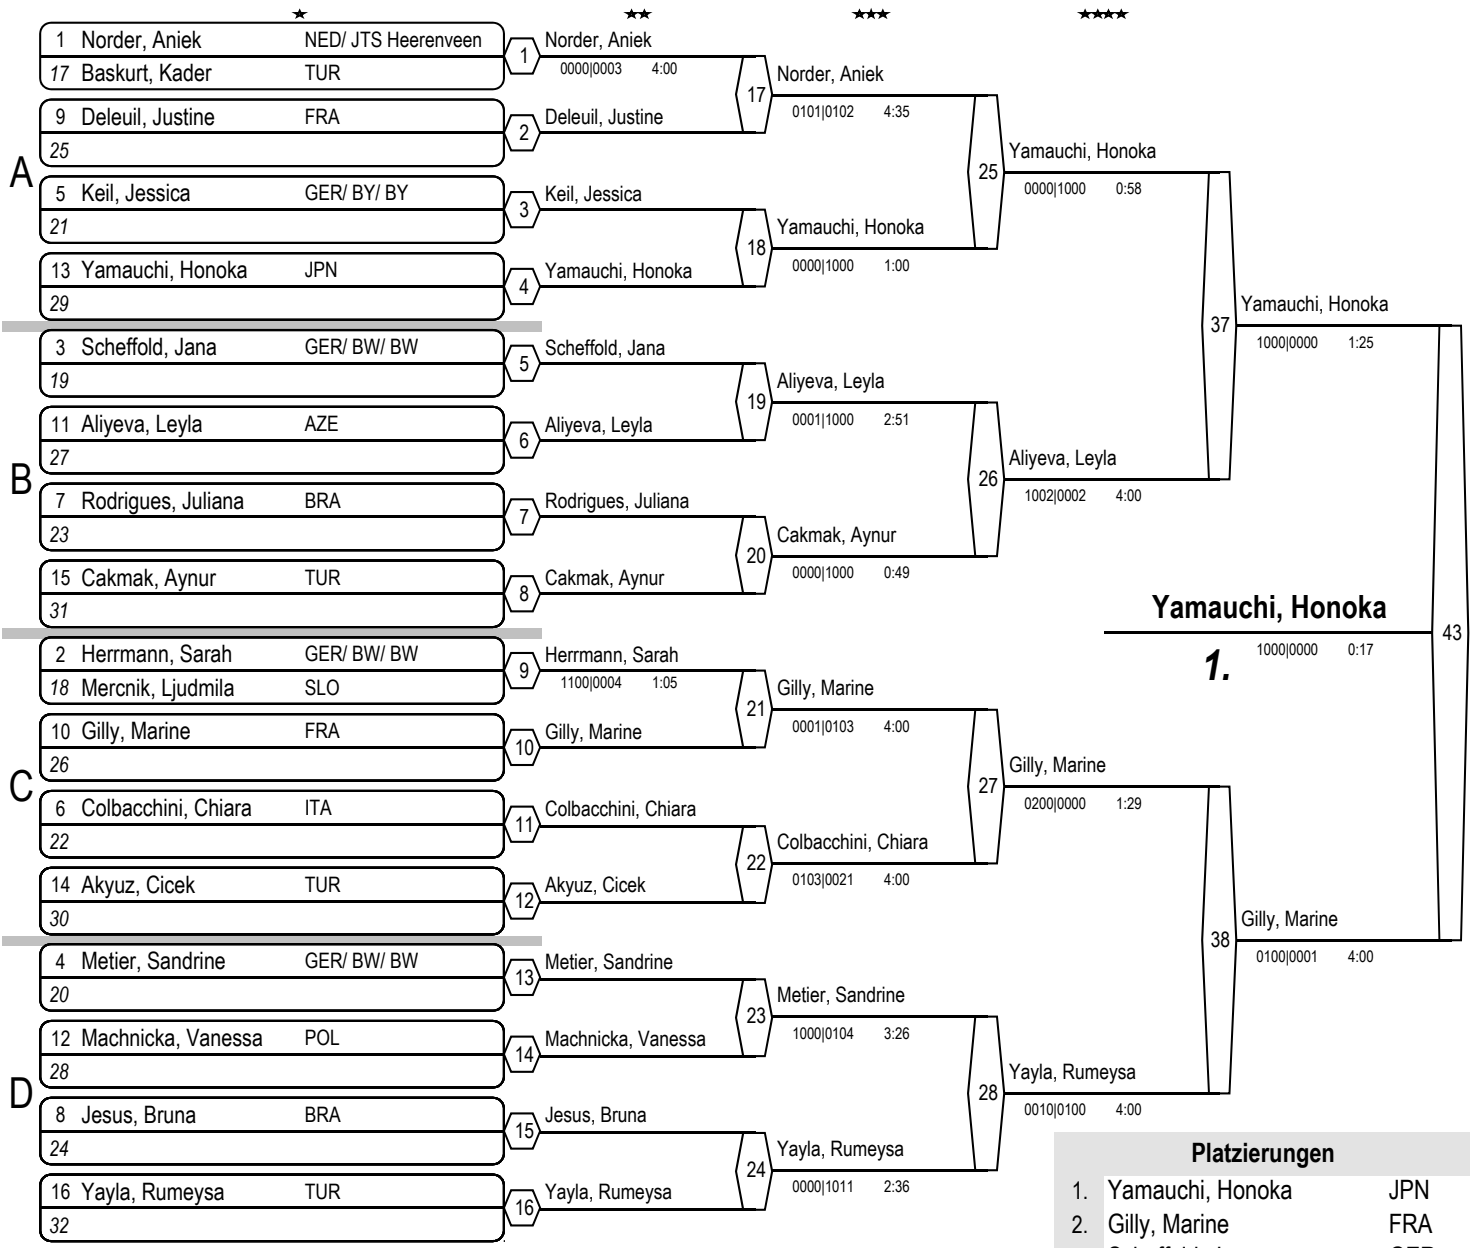 ★ ★★ ★★★ ★★★★
A
1 Norder, Aniek NED/ JTS Heerenveen
17 Baskurt, Kader TUR
9 Deleuil, Justine FRA
25
5 Keil, Jessica GER/ BY/ BY
21
13 Yamauchi, Honoka JPN
29
B
3 Scheffold, Jana GER/ BW/ BW
19
11 Aliyeva, Leyla AZE
27
7 Rodrigues, Juliana BRA
23
15 Cakmak, Aynur TUR
31
C
2 Herrmann, Sarah GER/ BW/ BW
18 Mercnik, Ljudmila SLO
10 Gilly, Marine FRA
26
6 Colbacchini, Chiara ITA
22
14 Akyuz, Cicek TUR
30
D
4 Metier, Sandrine GER/ BW/ BW
20
12 Machnicka, Vanessa POL
28
8 Jesus, Bruna BRA
24
16 Yayla, Rumeysa TUR
32
1 Norder, Aniek
0000|0003 4:00
2 Deleuil, Justine
3 Keil, Jessica
4 Yamauchi, Honoka
5 Scheffold, Jana
6 Aliyeva, Leyla
7 Rodrigues, Juliana
8 Cakmak, Aynur
9 Herrmann, Sarah
1100|0004 1:05
10 Gilly, Marine
11 Colbacchini, Chiara
12 Akyuz, Cicek
13 Metier, Sandrine
14 Machnicka, Vanessa
15 Jesus, Bruna
16 Yayla, Rumeysa
17 Norder, Aniek
0101|0102 4:35
18 Yamauchi, Honoka
0000|1000 1:00
19 Aliyeva, Leyla
0001|1000 2:51
20 Cakmak, Aynur
0000|1000 0:49
21 Gilly, Marine
0001|0103 4:00
22 Colbacchini, Chiara
0103|0021 4:00
23 Metier, Sandrine
1000|0104 3:26
24 Yayla, Rumeysa
0000|1011 2:36
25 Yamauchi, Honoka
0000|1000 0:58
26 Aliyeva, Leyla
1002|0002 4:00
27 Gilly, Marine
0200|0000 1:29
28 Yayla, Rumeysa
0010|0100 4:00
37 Yamauchi, Honoka
1000|0000 1:25
38 Gilly, Marine
0100|0001 4:00
43
Yamauchi, Honoka
1. 1000|0000 0:17
Platzierungen
1. Yamauchi, Honoka JPN
2. Gilly, Marine FRA